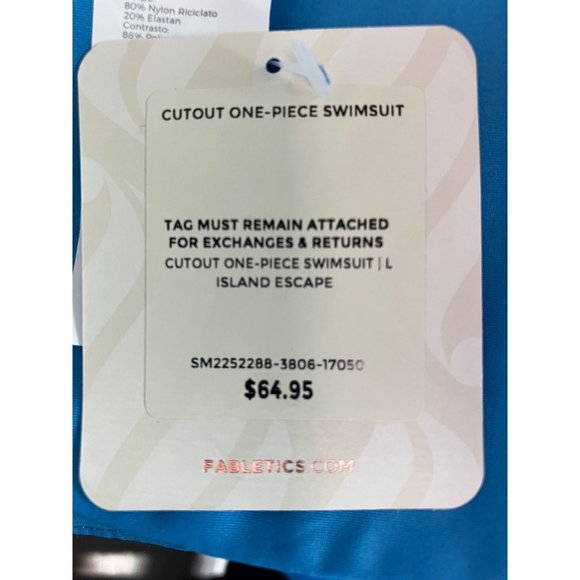 80% Nylon Riciclato
20% Elastan
Contrasto:
88%
CUTOUT ONE-PIECE SWIMSUIT
TAG MUST REMAIN ATTACHED
FOR EXCHANGES & RETURNS
CUTOUT ONE-PIECE SWIMSUIT | L
ISLAND ESCAPE
SM2252288-3806-17050
$64.95
FABLETICS.COM